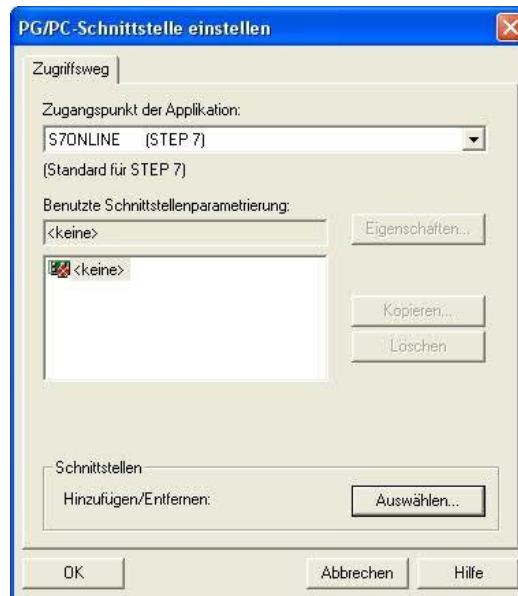 PG/PC-Schnittstelle einstellen
Zugriffsweg
Zugangspunkt der Applikation:
S7ONLINE (STEP 7)
(Standard für STEP 7)
Benutzte Schnittstellenparametrierung:
<keine>
Eigenschaften...
<keine>
Kopieren...
Löschen
Schnittstellen
Hinzufügen/Entfernen:
Auswählen...
OK
Abbrechen
Hilfe